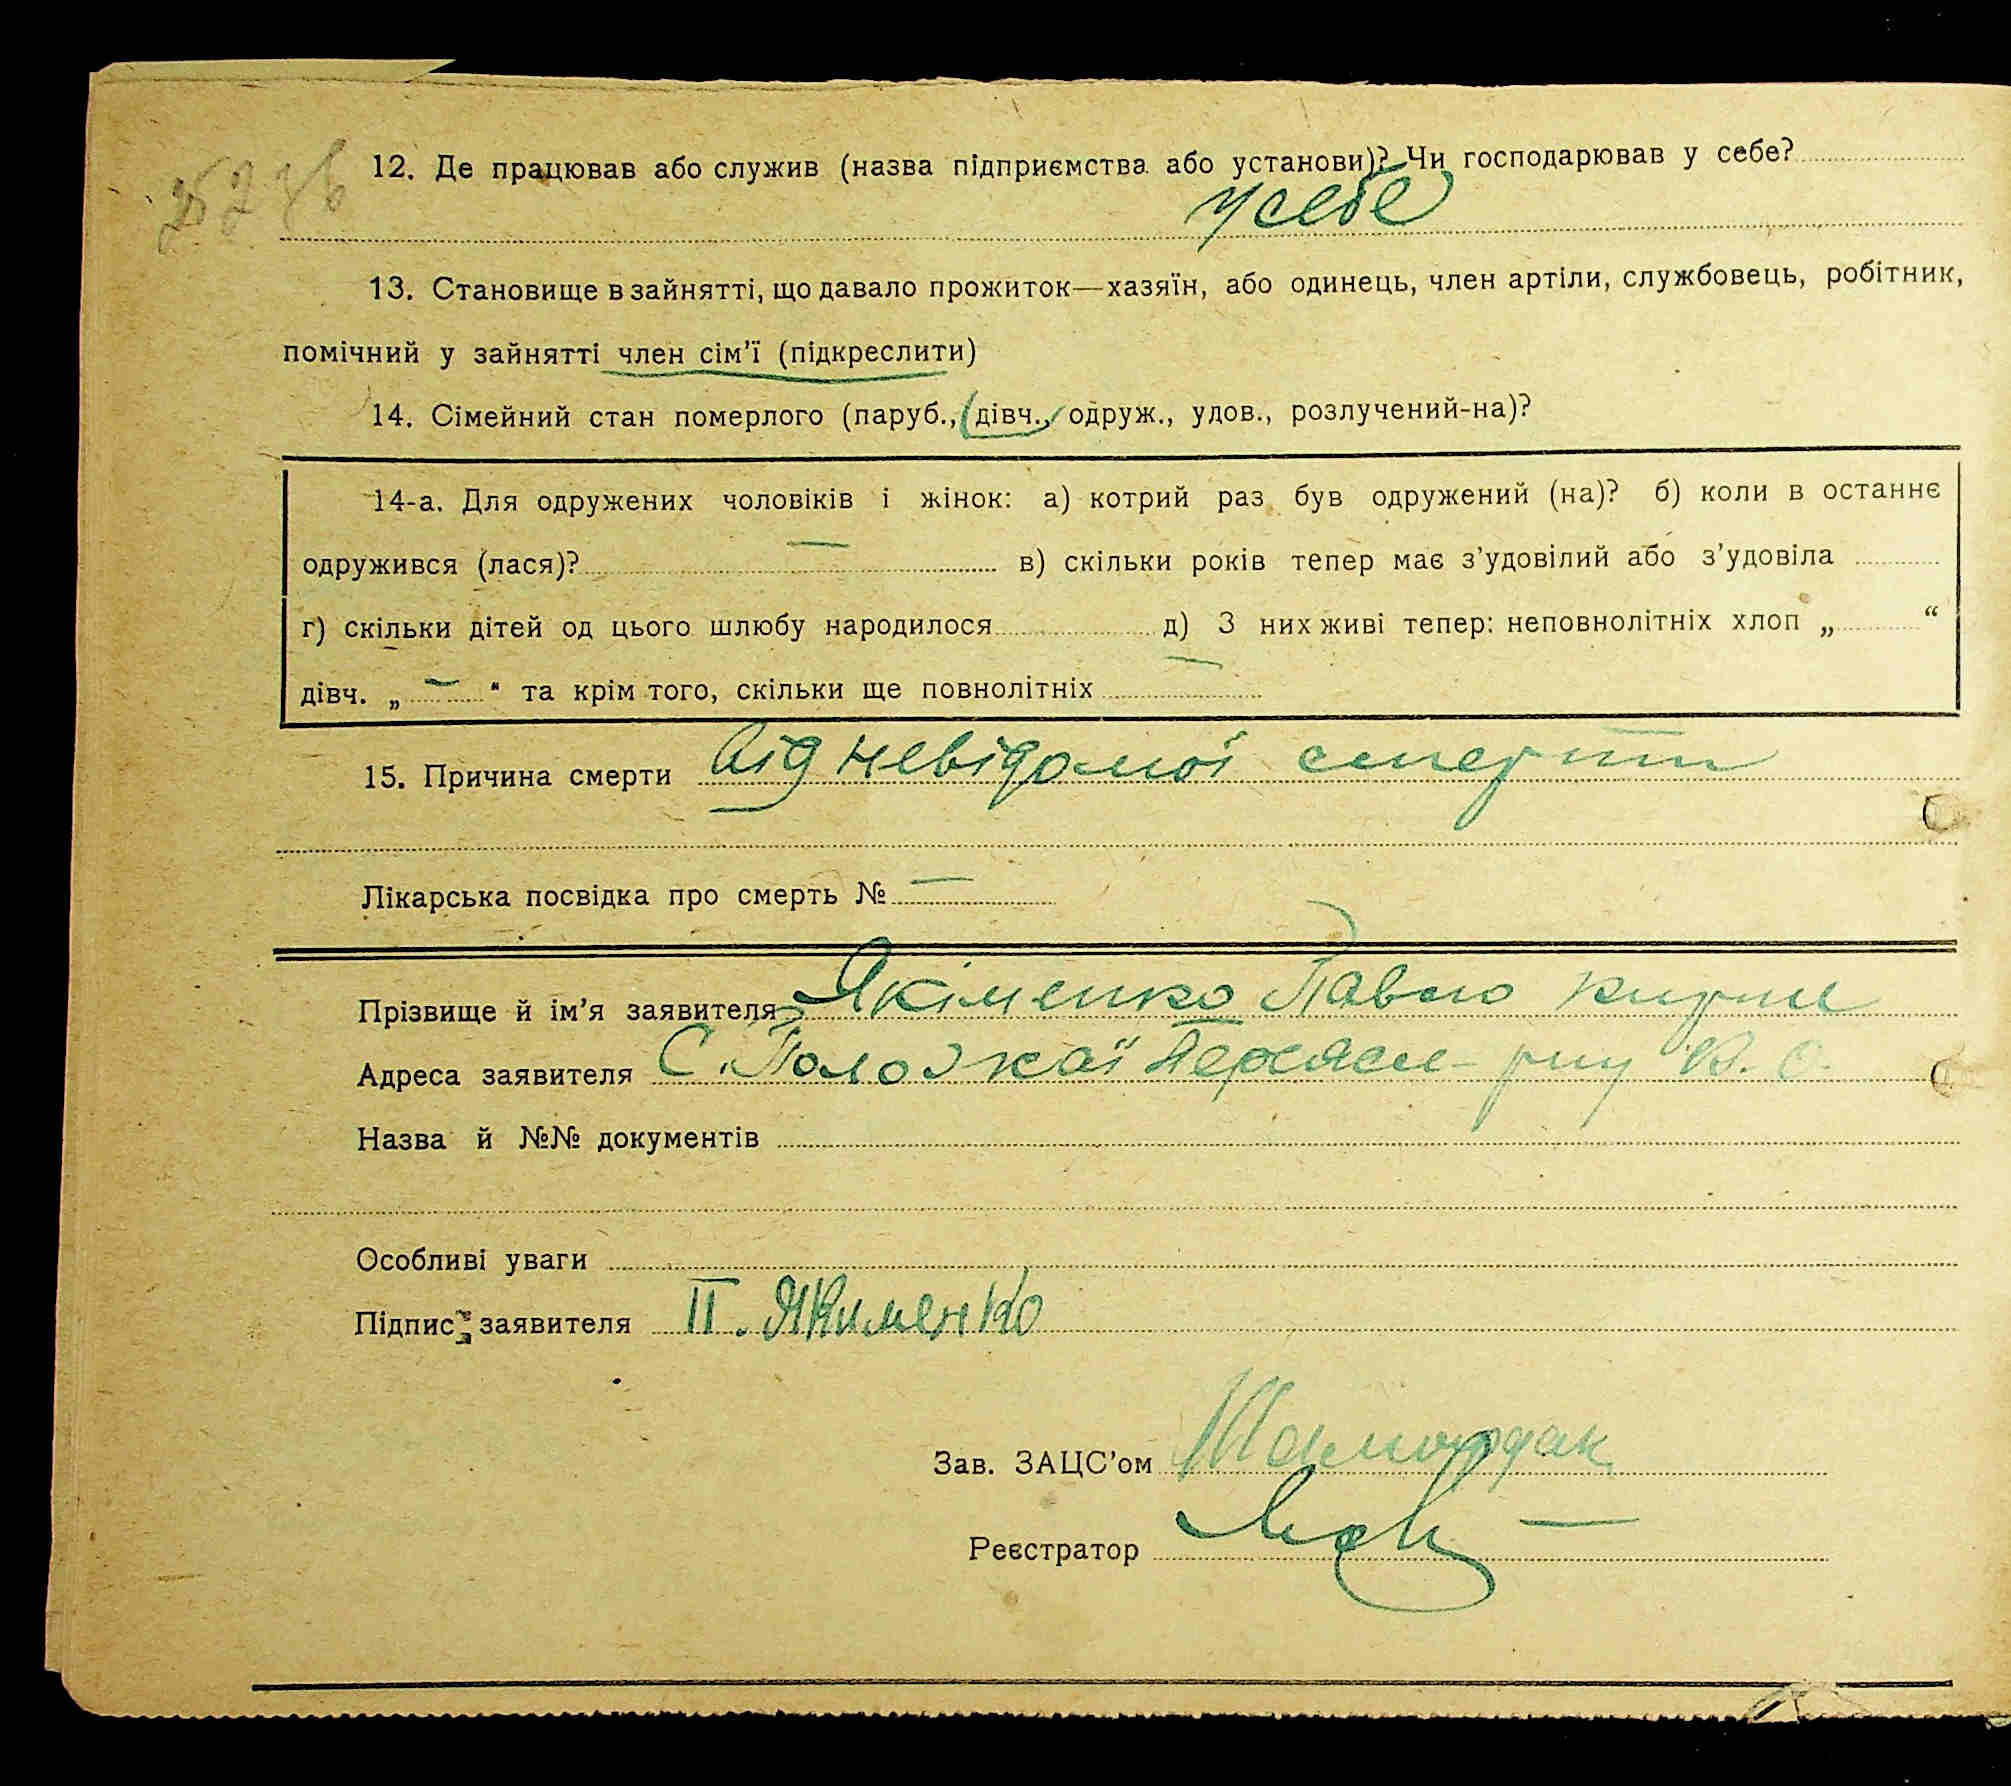 12. Де працював або служив (назва підприємства або установи)? Чи господарював у себе?
у себе
13. Становище в зайнятті, що давало прожиток—хазяїн, або одинець, член артіли, службовець, робітник,
помічний у зайнятті член сім'ї (підкреслити)
14. Сімейний стан померлого (паруб., дівч., одруж., удов., розлучений-на)?
14-а. Для одружених чоловіків і жінок: а) котрий раз був одружений (на)? б) коли в останнє
одружився (лася)? — в) скільки років тепер має з'удовілий або з'удовіла
г) скільки дітей од цього шлюбу народилося д) З них живі тепер: неповнолітніх хлоп „ “
дівч. „ — “ та крім того, скільки ще повнолітніх
15. Причина смерти Від невідомої смерти
Лікарська посвідка про смерть № —
Прізвище й ім'я заявителя Якіменко Павло
Адреса заявителя С.
Назва й №№ документів
Особливі уваги
Підпис заявителя П. Якименко
Зав. ЗАЦС'ом
Реєстратор